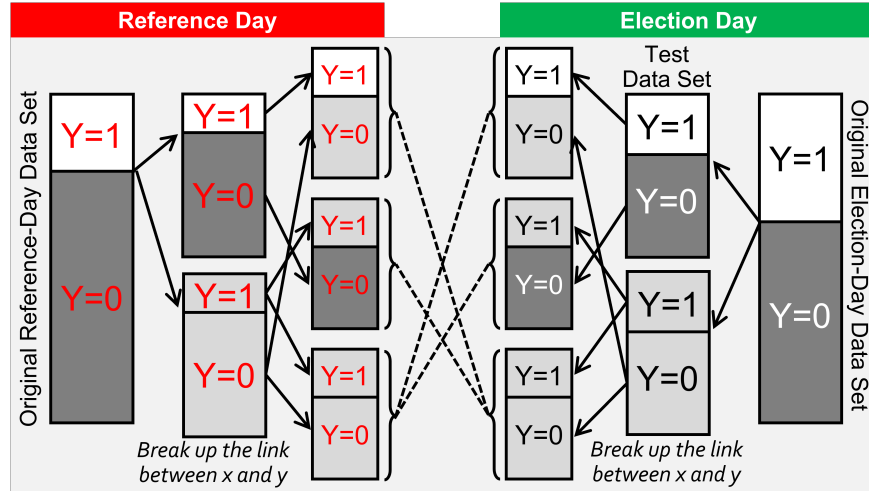 Reference Day
Election Day
Original Reference-Day Data Set
Y=1
Y=0
Y=1
Y=0
Y=1
Y=0
Break up the link
between x and y
Y=1
Y=0
Y=1
Y=0
Y=1
Y=0
Y=1
Y=0
Y=1
Y=0
Y=1
Y=0
Test
Data Set
Y=1
Y=0
Y=1
Y=0
Break up the link
between x and y
Y=1
Y=0
Original Election-Day Data Set